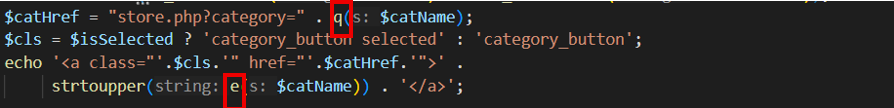 $catHref = "store.php?category=" . q(s: $catName);
$cls = $isSelected ? 'category_button selected' : 'category_button';
echo '<a class="'.$cls.'" href="'.$catHref.'">' .
strtoupper(string: e(s: $catName)) . '</a>';